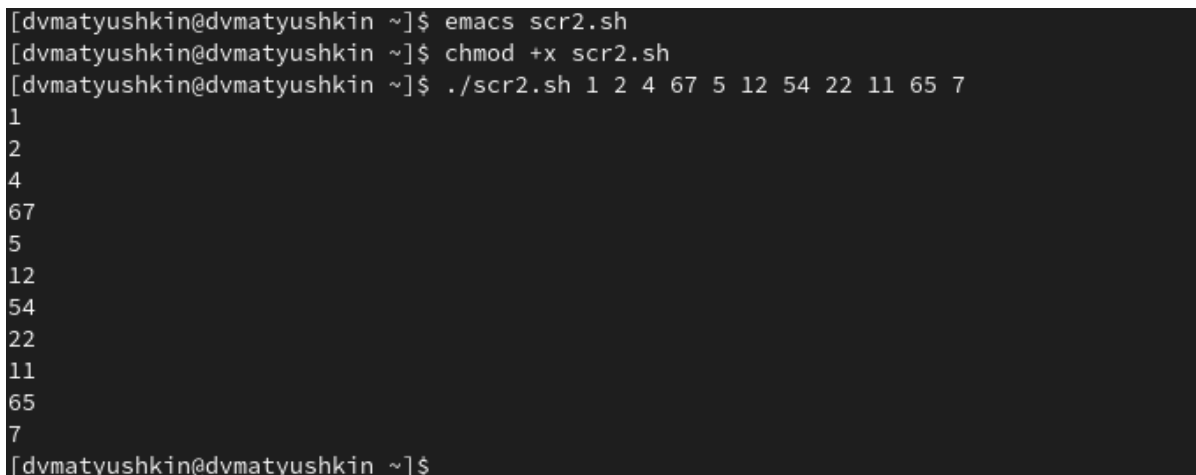 [dvmatyushkin@dvmatyushkin ~]$ emacs scr2.sh
[dvmatyushkin@dvmatyushkin ~]$ chmod +x scr2.sh
[dvmatyushkin@dvmatyushkin ~]$ ./scr2.sh 1 2 4 67 5 12 54 22 11 65 7
1
2
4
67
5
12
54
22
11
65
7
[dvmatyushkin@dvmatyushkin ~]$